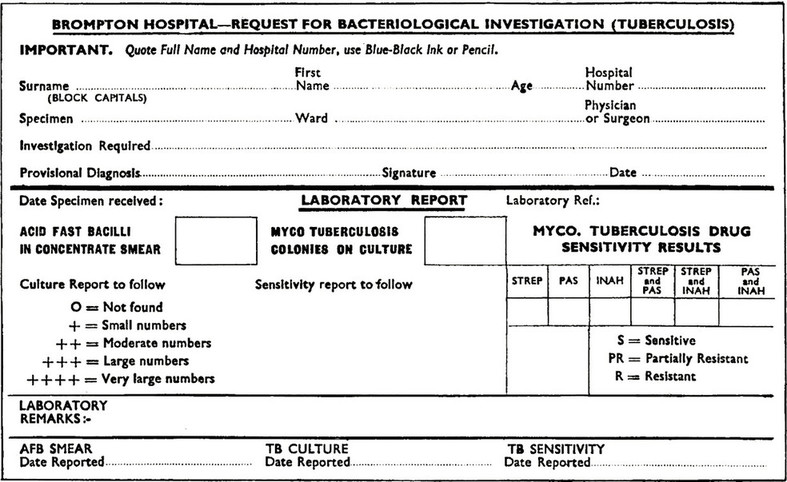 BROMPTON HOSPITAL—REQUEST FOR BACTERIOLOGICAL INVESTIGATION (TUBERCULOSIS)
IMPORTANT. Quote Full Name and Hospital Number, use Blue-Black Ink or Pencil.
First Hospital
Surname Name Age Number
(BLOCK CAPITALS)
Physician
Specimen Ward or Surgeon
Investigation Required
Provisional Diagnosis Signature Date
Date Specimen received: LABORATORY REPORT Laboratory Ref.:
ACID FAST BACILLI MYCO TUBERCULOSIS MYCO. TUBERCULOSIS DRUG
IN CONCENTRATE SMEAR COLONIES ON CULTURE SENSITIVITY RESULTS
Culture Report to follow Sensitivity report to follow
STREP PAS INAH STREP and PAS STREP and INAH PAS and INAH
O = Not found
+ = Small numbers
++ = Moderate numbers
+++ = Large numbers
++++ = Very large numbers
S = Sensitive
PR = Partially Resistant
R = Resistant
LABORATORY
REMARKS:-
AFB SMEAR TB CULTURE TB SENSITIVITY
Date Reported Date Reported Date Reported